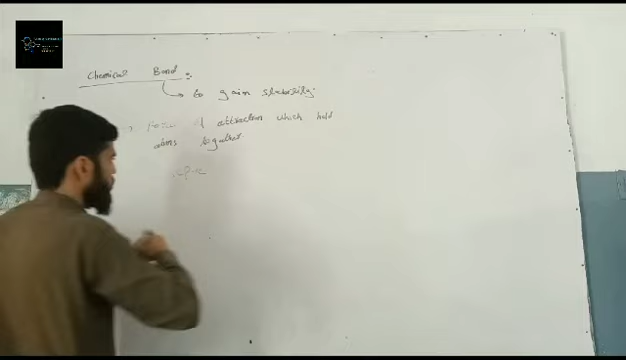 Chemical Bond :
to gain stability.
Force of attraction which hold
atoms together